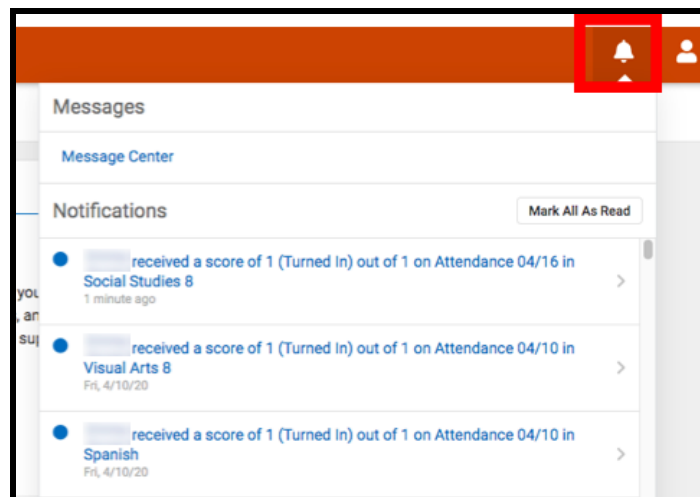 Messages
Message Center
Notifications
Mark All As Read
received a score of 1 (Turned In) out of 1 on Attendance 04/16 in
Social Studies 8
1 minute ago
you
, an
received a score of 1 (Turned In) out of 1 on Attendance 04/10 in
sup
Visual Arts 8
Fri, 4/10/20
received a score of 1 (Turned In) out of 1 on Attendance 04/10 in
Spanish
Fri, 4/10/20